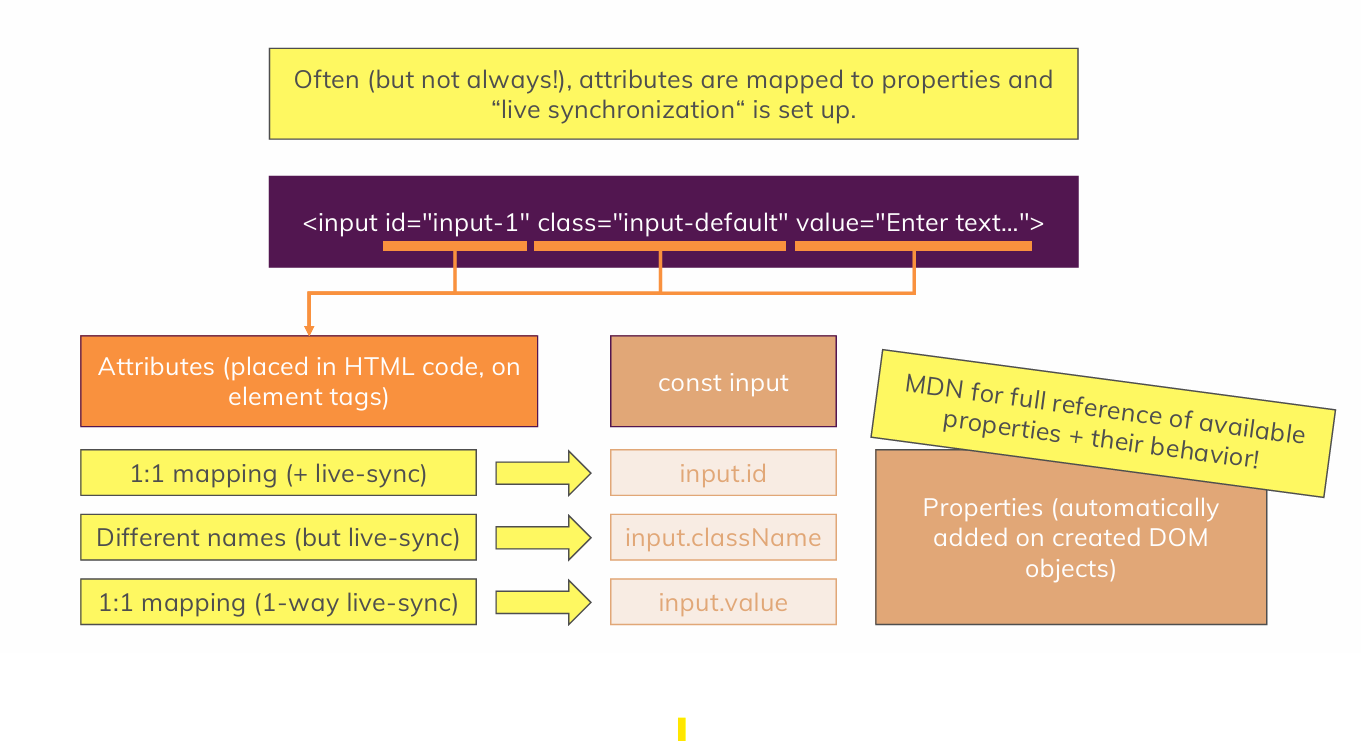 Often (but not always!), attributes are mapped to properties and
“live synchronization“ is set up.
<input id="input-1" class="input-default" value="Enter text…">
Attributes (placed in HTML code, on
element tags)
const input
MDN for full reference of available
properties + their behavior!
1:1 mapping (+ live-sync)
input.id
Different names (but live-sync)
input.className
1:1 mapping (1-way live-sync)
input.value
Properties (automatically
added on created DOM
objects)